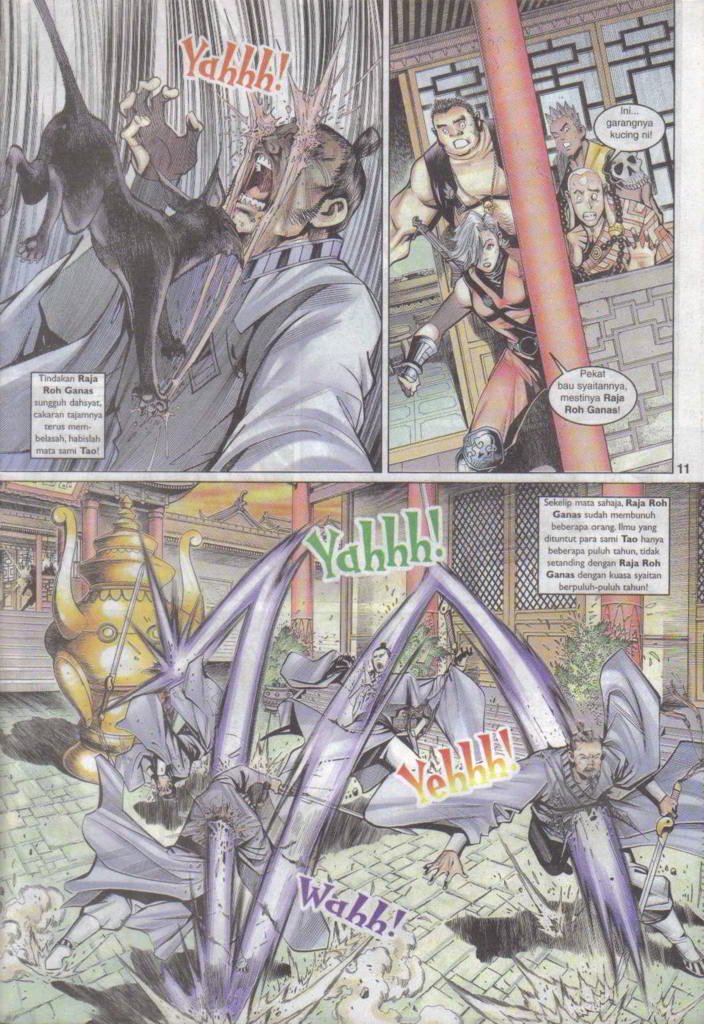 Yahhh!
Tindakan Raja
Roh Ganas
sungguh dahsyat,
cakaran tajamnya
terus mem-
belasah, habislah
mata sami Tao!
Ini...
garangnya
kucing ni!
Pekat
bau syaitannya,
mestinya Raja
Roh Ganas!
11
Sekelip mata sahaja, Raja Roh
Ganas sudah membunuh
beberapa orang. Ilmu yang
dituntut para sami Tao hanya
beberapa puluh tahun, tidak
setanding dengan Raja Roh
Ganas dengan kuasa syaitan
berpuluh-puluh tahun!
Yahhh!
Yehhh!
Wahh!